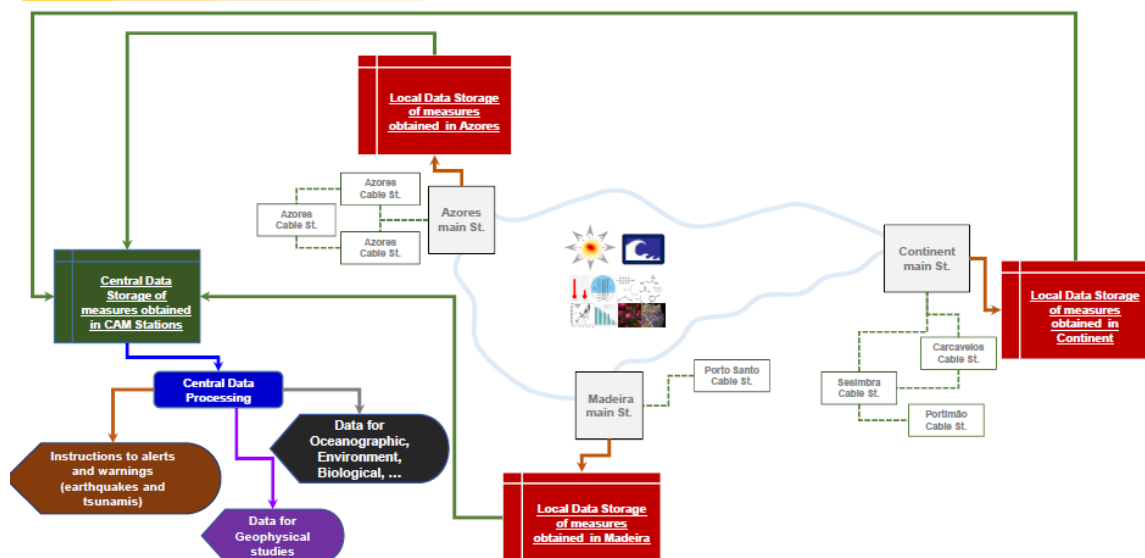 Local Data Storage
of measures
obtained in Azores
Azores
Cable St.
Azores
Cable St.
Azores
Cable St.
Azores
main St.
Continent
main St.
Central Data
Storage of
measures obtained
in CAM Stations
Local Data Storage
of measures
obtained in
Continent
Carcavelos
Cable St.
Porto Santo
Cable St.
Sesimbra
Cable St.
Central Data
Processing
Madeira
main St.
Portimão
Cable St.
Data for
Oceanographic,
Environment,
Biological, ...
Instructions to alerts
and warnings
(earthquakes and
tsunamis)
Local Data Storage
of measures
obtained in Madeira
Data for
Geophysical
studies